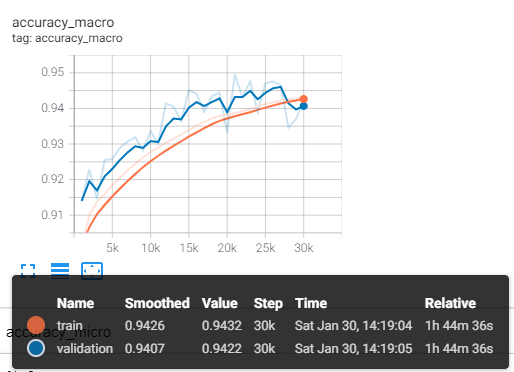 accuracy_macro
tag: accuracy_macro
0.95
0.94
0.93
0.92
0.91
5k 10k 15k 20k 25k 30k
Name Smoothed Value Step Time Relative
train 0.9426 0.9432 30k Sat Jan 30, 14:19:04 1h 44m 36s
accuracy_micro
validation 0.9407 0.9422 30k Sat Jan 30, 14:19:05 1h 44m 36s